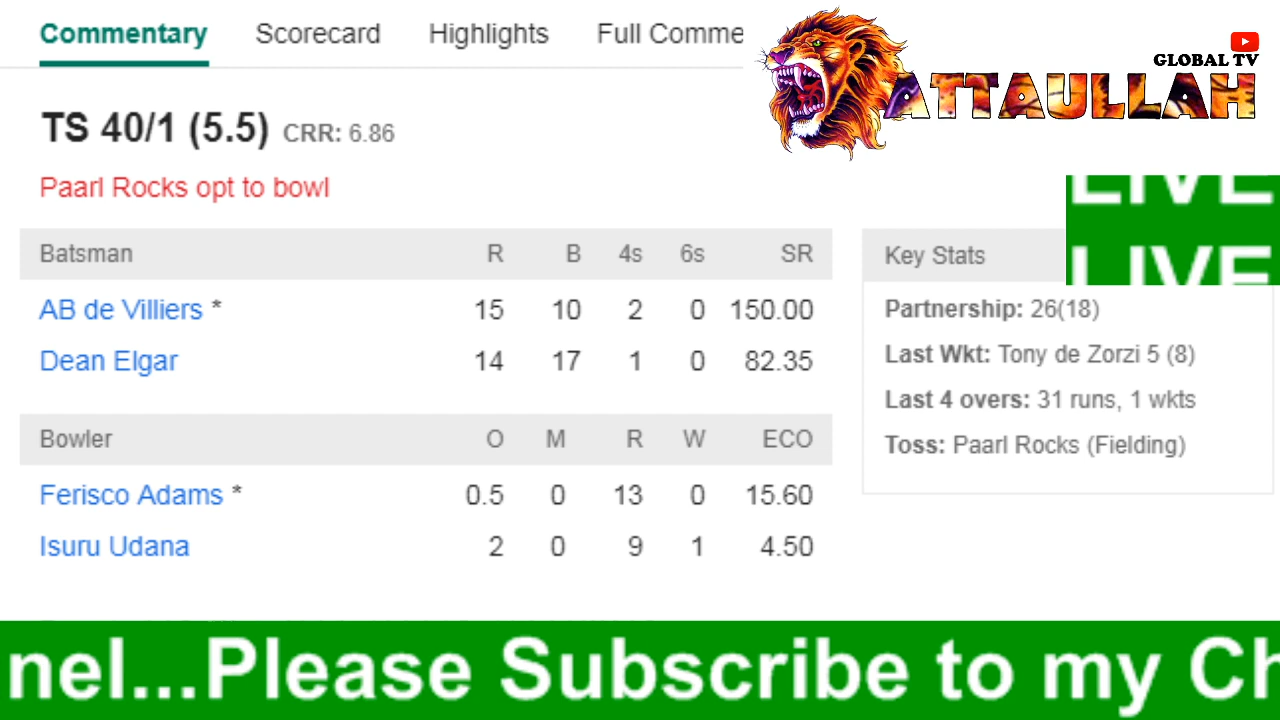 Commentary Scorecard Highlights Full Comme
GLOBAL TV
ATTAULLAH
TS 40/1 (5.5) CRR: 6.86
Paarl Rocks opt to bowl
LIVE
LIVE
Batsman R B 4s 6s SR
AB de Villiers * 15 10 2 0 150.00
Dean Elgar 14 17 1 0 82.35
Key Stats
Partnership: 26(18)
Last Wkt: Tony de Zorzi 5 (8)
Last 4 overs: 31 runs, 1 wkts
Toss: Paarl Rocks (Fielding)
Bowler O M R W ECO
Ferisco Adams * 0.5 0 13 0 15.60
Isuru Udana 2 0 9 1 4.50
nel...Please Subscribe to my Ch